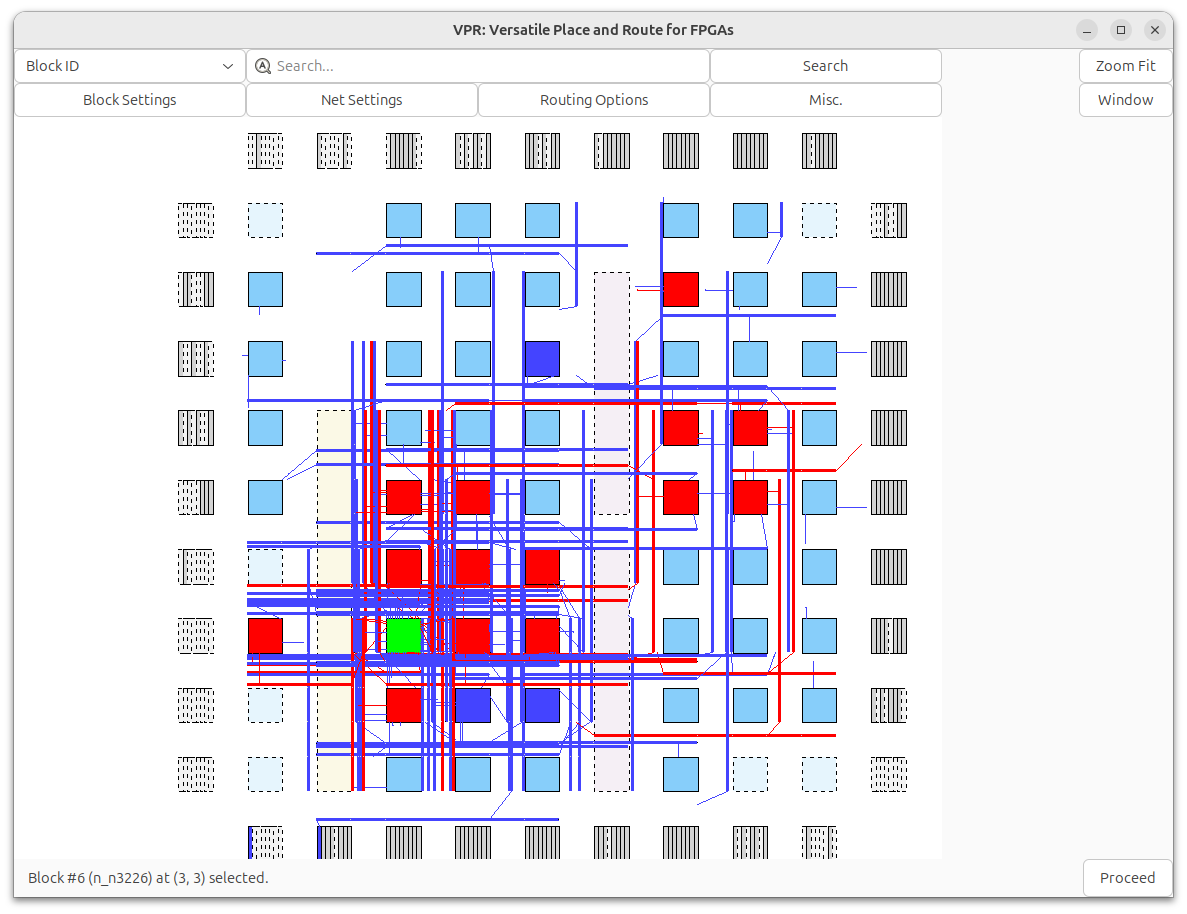 VPR: Versatile Place and Route for FPGAs
Block ID Search... Search Zoom Fit
Block Settings Net Settings Routing Options Misc. Window
Block #6 (n_n3226) at (3, 3) selected. Proceed